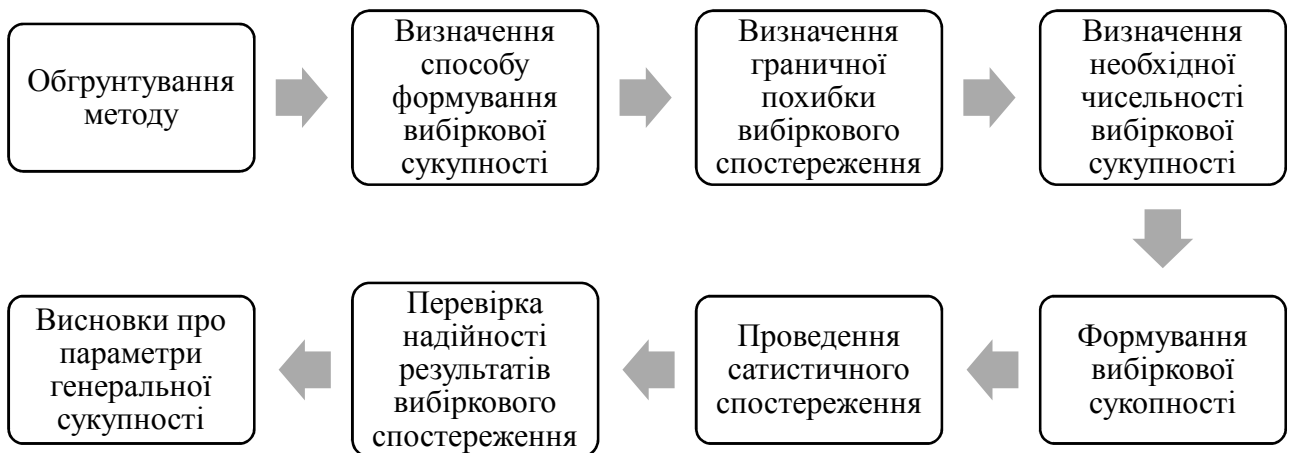 Обгрунтування
методу
Визначення
способу
формування
вибіркової
сукупності
Визначення
граничної
похибки
вибіркового
спостереження
Визначення
необхідної
чисельності
вибіркової
сукупності
Формування
вибіркової
сукопності
Проведення
сатистичного
спостереження
Перевірка
надійності
результатів
вибіркового
спостереження
Висновки про
параметри
генеральної
сукупності